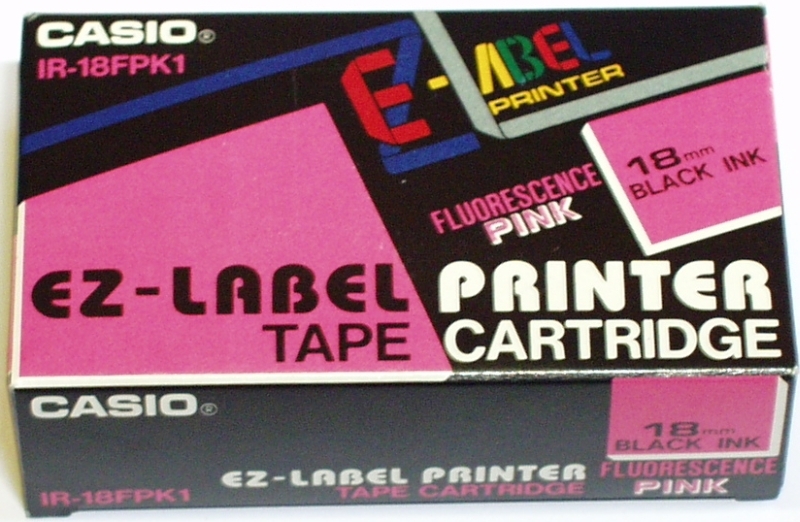 CASIO®
IR-18FPK1
EZ-LABEL
PRINTER
18mm
BLACK INK
FLUORESCENCE
PINK
EZ-LABEL PRINTER
TAPE CARTRIDGE
CASIO®
18mm
BLACK INK
EZ-LABEL PRINTER
TAPE CARTRIDGE
FLUORESCENCE
PINK
IR-18FPK1